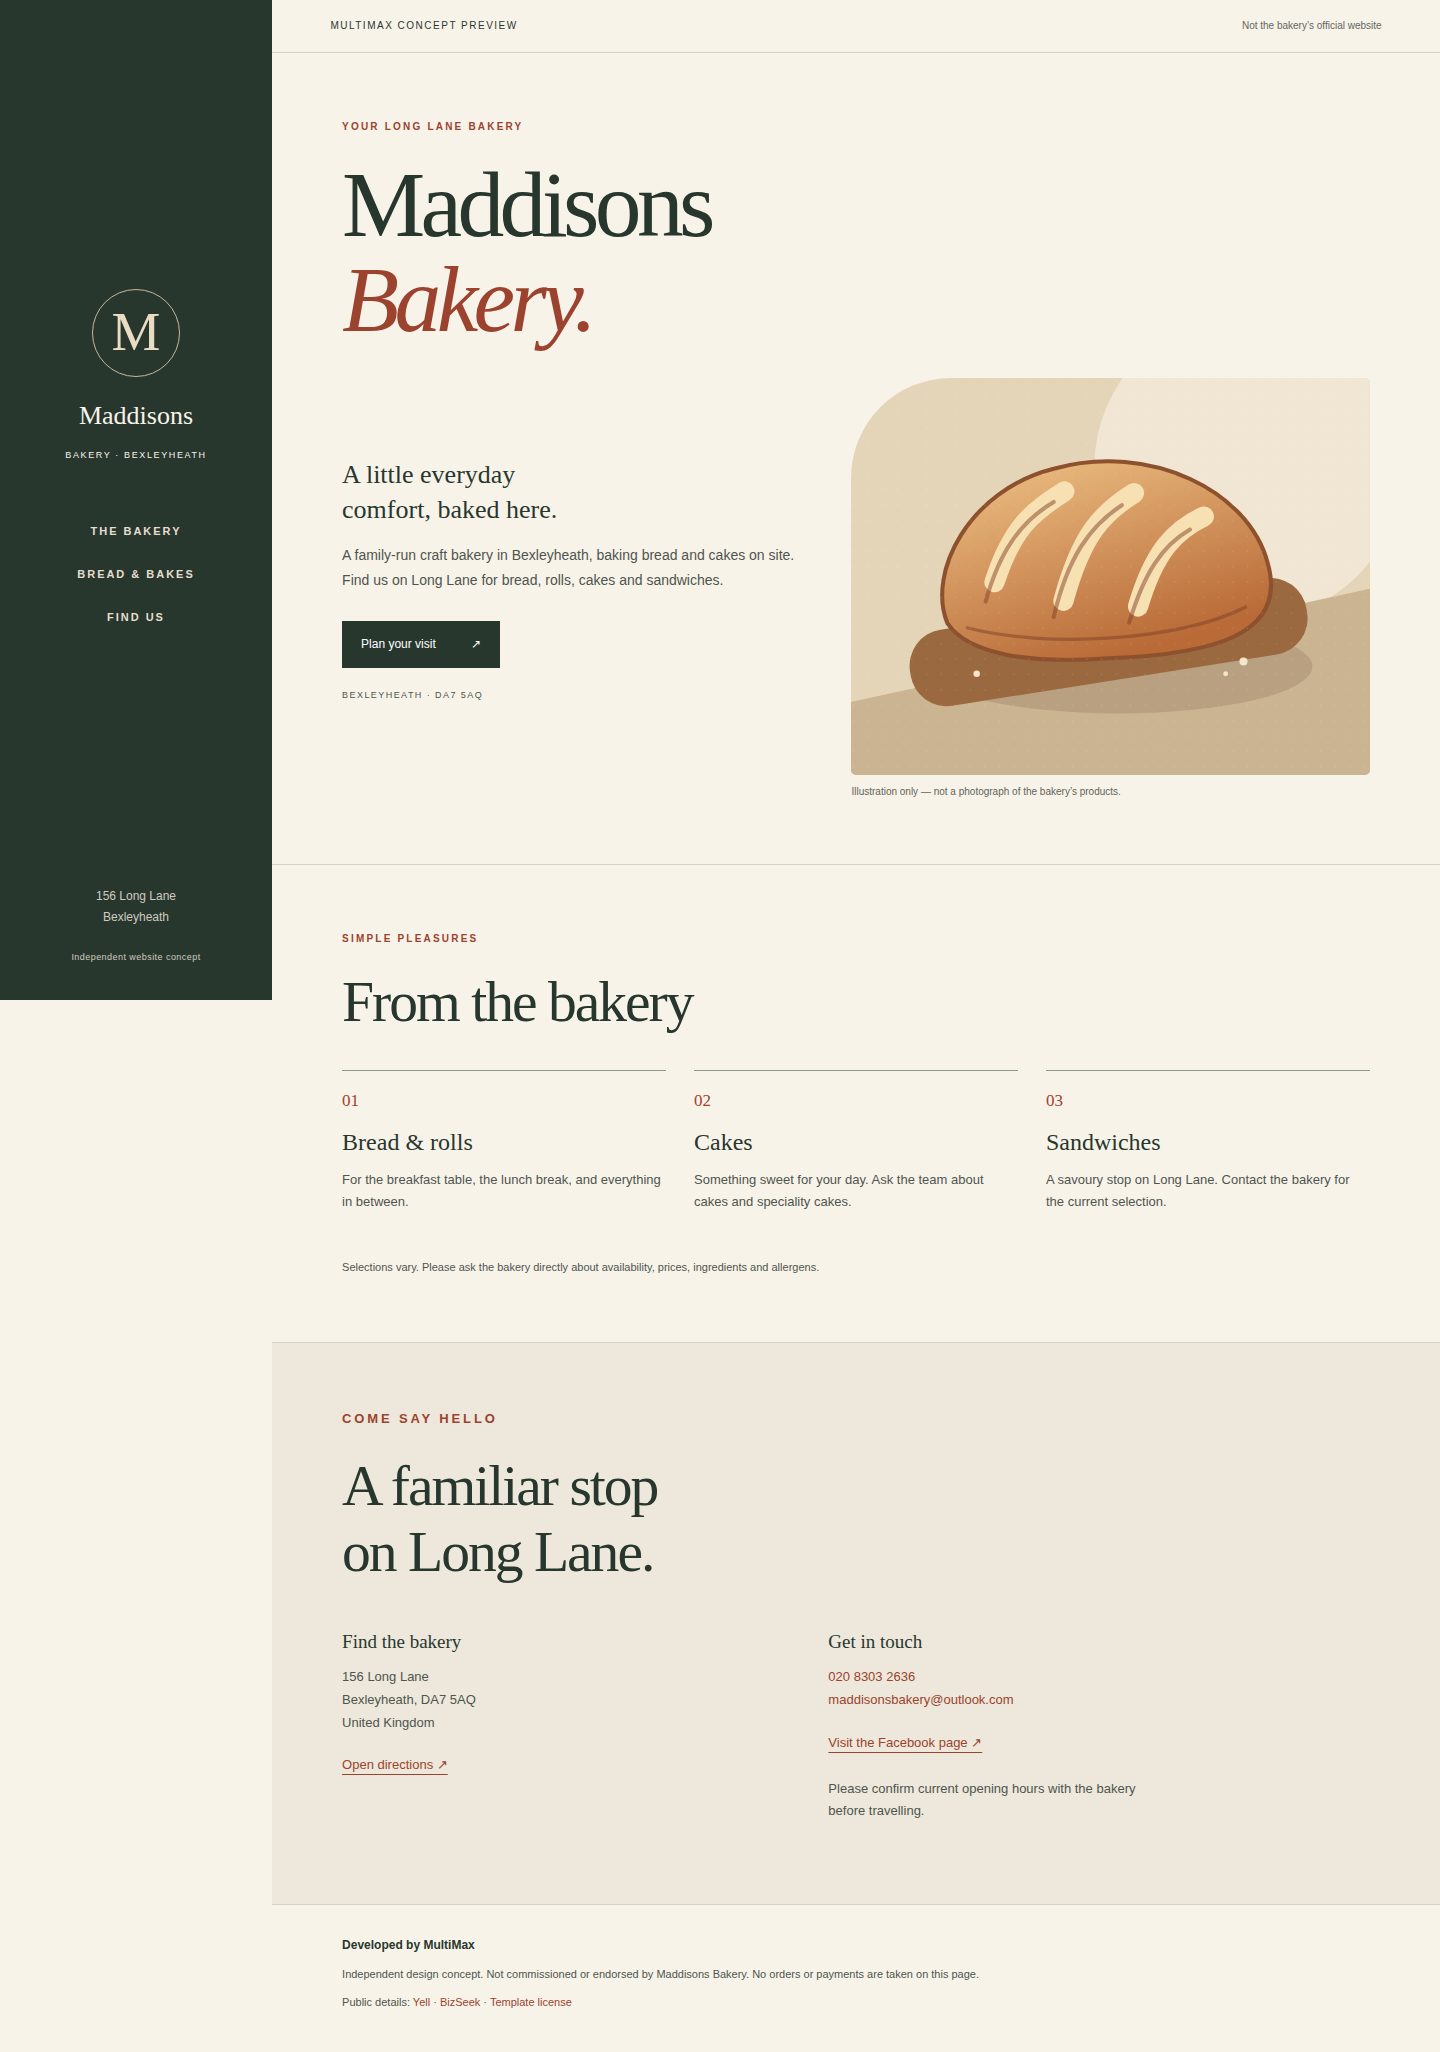 M
Maddisons
BAKERY · BEXLEYHEATH
THE BAKERY
BREAD & BAKES
FIND US
156 Long Lane
Bexleyheath
Independent website concept
MULTIMAX CONCEPT PREVIEW
Not the bakery's official website
YOUR LONG LANE BAKERY
Maddisons
Bakery.
A little everyday
comfort, baked here.
A family-run craft bakery in Bexleyheath, baking bread and cakes on site.
Find us on Long Lane for bread, rolls, cakes and sandwiches.
Plan your visit ↗
BEXLEYHEATH · DA7 5AQ
Illustration only — not a photograph of the bakery's products.
SIMPLE PLEASURES
From the bakery
01
Bread & rolls
For the breakfast table, the lunch break, and everything
in between.
02
Cakes
Something sweet for your day. Ask the team about
cakes and speciality cakes.
03
Sandwiches
A savoury stop on Long Lane. Contact the bakery for
the current selection.
Selections vary. Please ask the bakery directly about availability, prices, ingredients and allergens.
COME SAY HELLO
A familiar stop
on Long Lane.
Find the bakery
156 Long Lane
Bexleyheath, DA7 5AQ
United Kingdom
Open directions ↗
Get in touch
020 8303 2636
maddisonsbakery@outlook.com
Visit the Facebook page ↗
Please confirm current opening hours with the bakery
before travelling.
Developed by MultiMax
Independent design concept. Not commissioned or endorsed by Maddisons Bakery. No orders or payments are taken on this page.
Public details: Yell · BizSeek · Template license